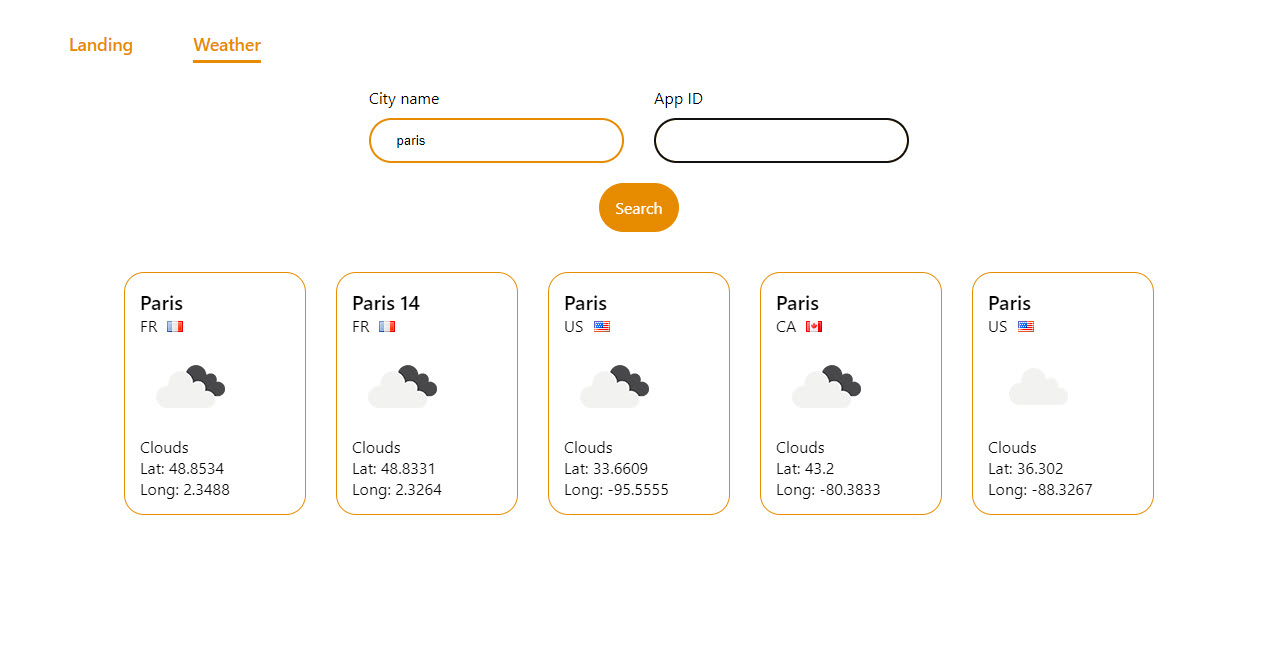 Landing Weather
City name App ID
paris
Search
Paris
FR
Clouds
Lat: 48.8534
Long: 2.3488
Paris 14
FR
Clouds
Lat: 48.8331
Long: 2.3264
Paris
US
Clouds
Lat: 33.6609
Long: -95.5555
Paris
CA
Clouds
Lat: 43.2
Long: -80.3833
Paris
US
Clouds
Lat: 36.302
Long: -88.3267